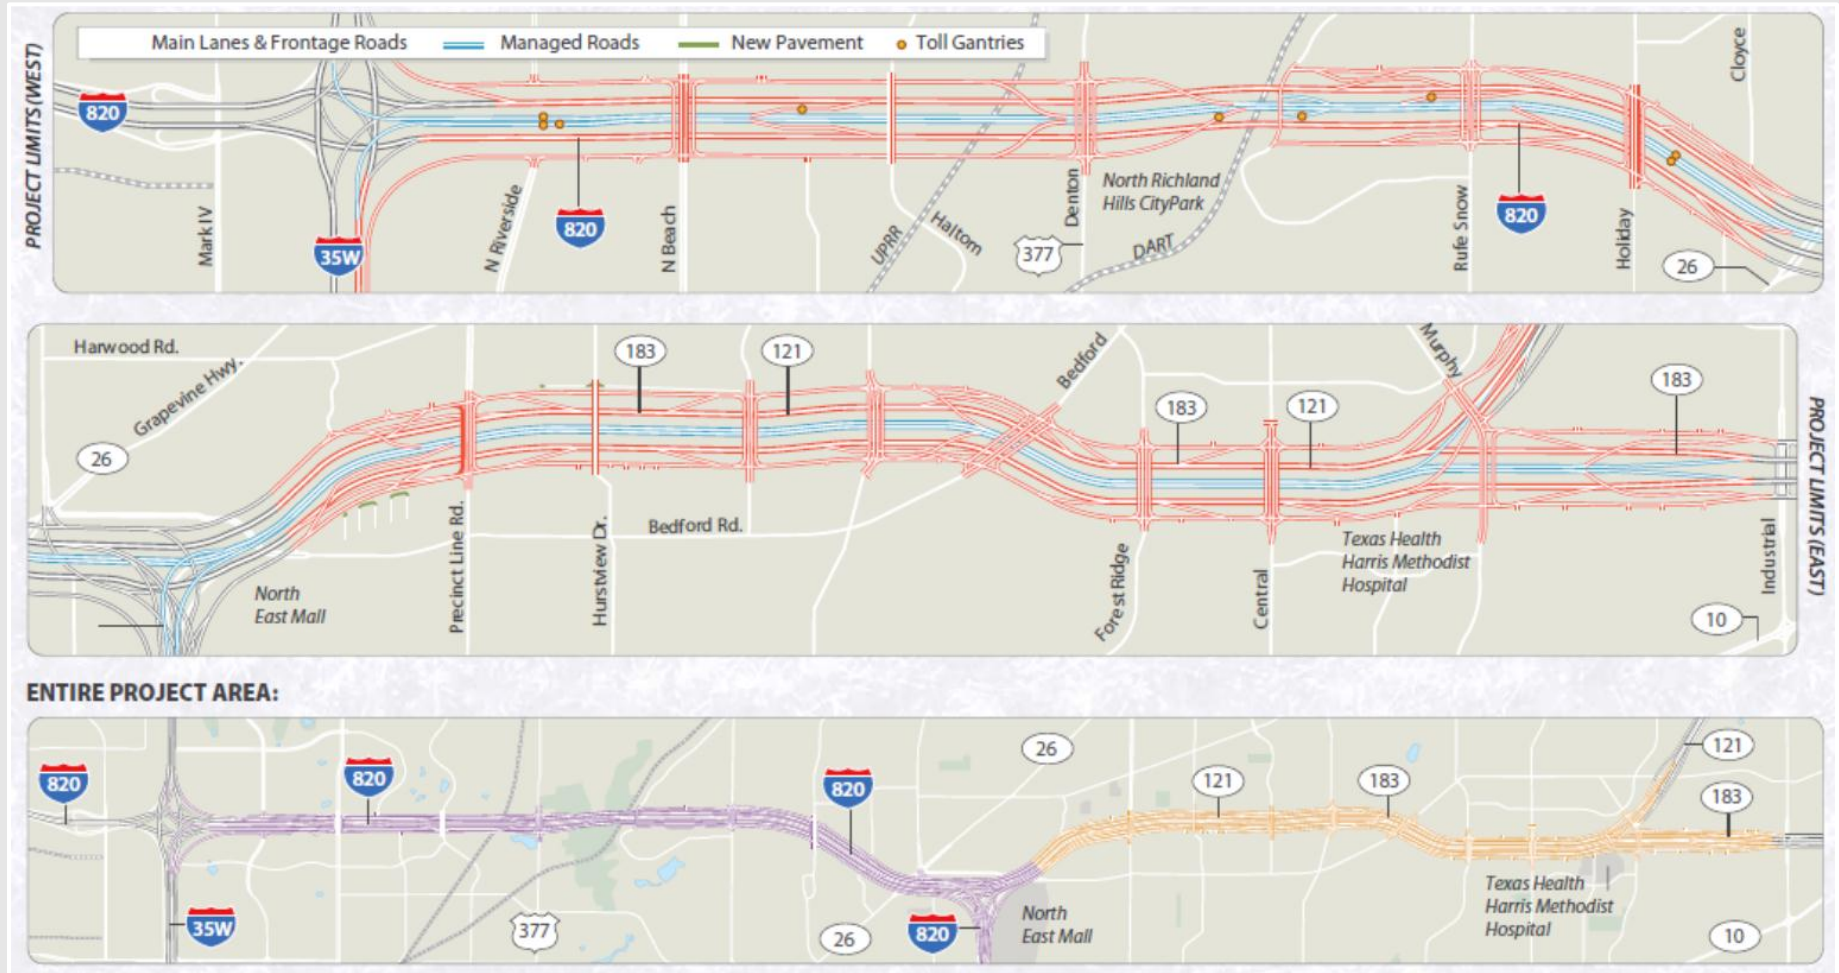 Main Lanes & Frontage Roads
Managed Roads
New Pavement
Toll Gantries
PROJECT LIMITS (WEST)
820
Mark IV
35W
N Riverside
820
N Beach
UPRR
Haltom
377
Denton
North Richland
Hills CityPark
DART
Rufe Snow
820
Holiday
26
Cloyce
Harwood Rd.
Grapevine Hwy.
26
North
East Mall
Precinct Line Rd.
Hurstview Dr.
183
Bedford Rd.
121
Bedford
Forest Ridge
183
Central
121
Texas Health
Harris Methodist
Hospital
Murphy
183
10
Industrial
PROJECT LIMITS (EAST)
ENTIRE PROJECT AREA:
820
35W
820
377
820
26
820
26
North
East Mall
121
183
Texas Health
Harris Methodist
Hospital
121
183
10